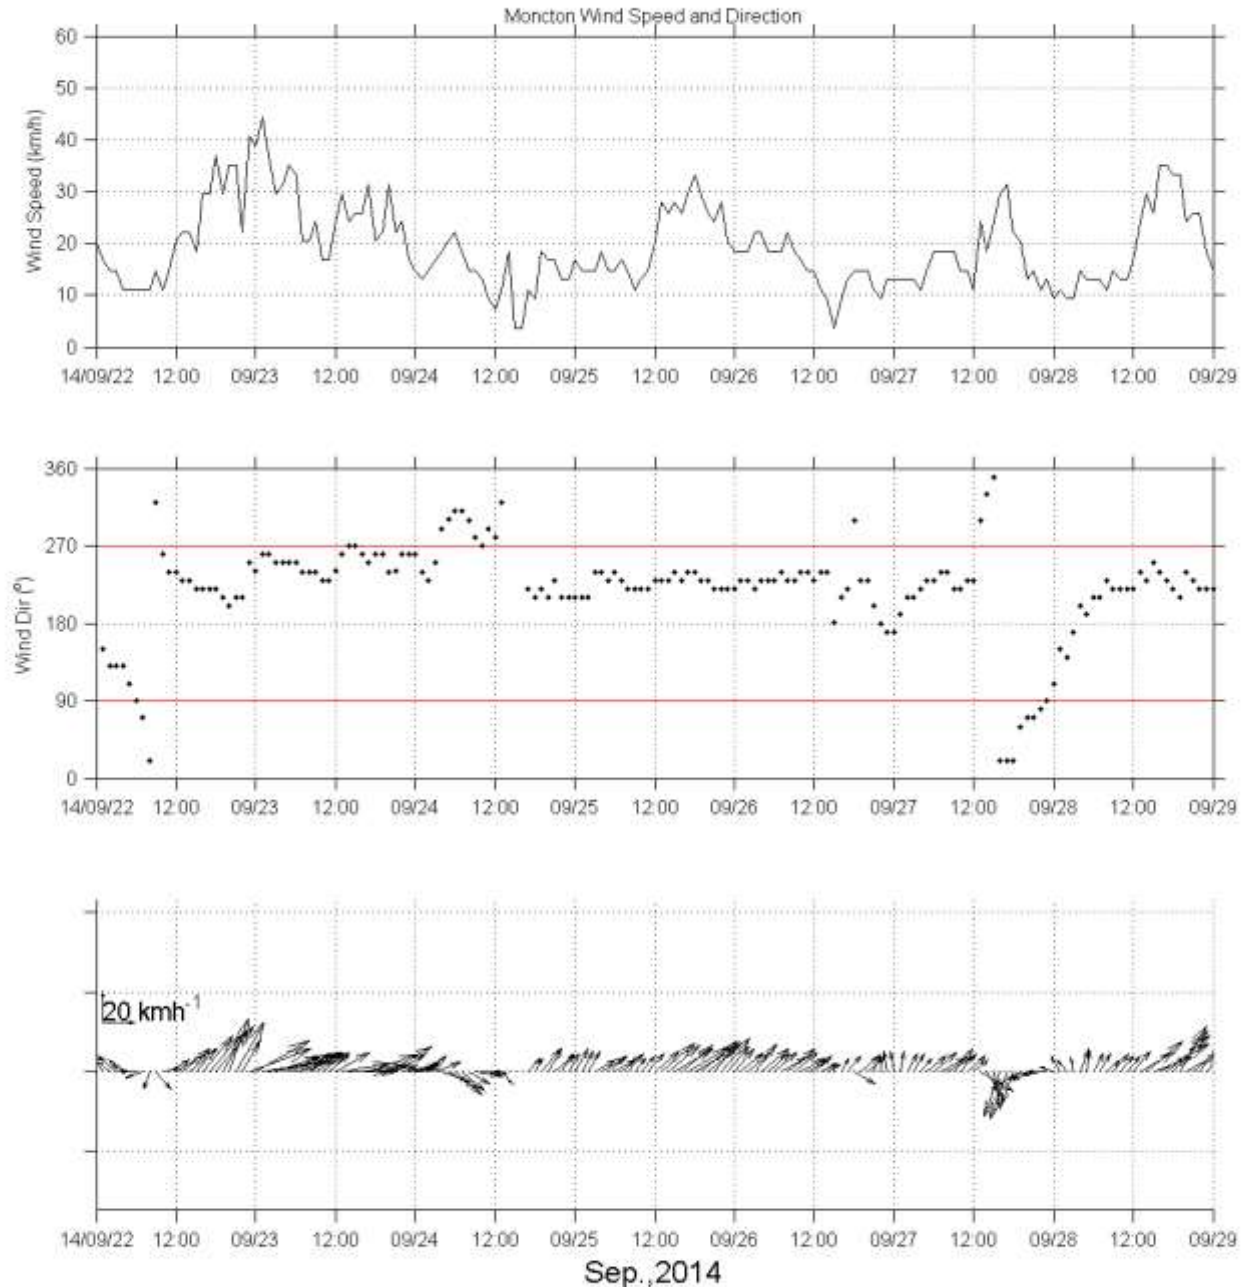 Moncton Wind Speed and Direction
60
50
40
30
20
10
0
Wind Speed (km/h)
14/09/22 12:00 09/23 12:00 09/24 12:00 09/25 12:00 09/26 12:00 09/27 12:00 09/28 12:00 09/29
360
270
180
90
0
Wind Dir (º)
14/09/22 12:00 09/23 12:00 09/24 12:00 09/25 12:00 09/26 12:00 09/27 12:00 09/28 12:00 09/29
20 kmh⁻¹
14/09/22 12:00 09/23 12:00 09/24 12:00 09/25 12:00 09/26 12:00 09/27 12:00 09/28 12:00 09/29
Sep.,2014